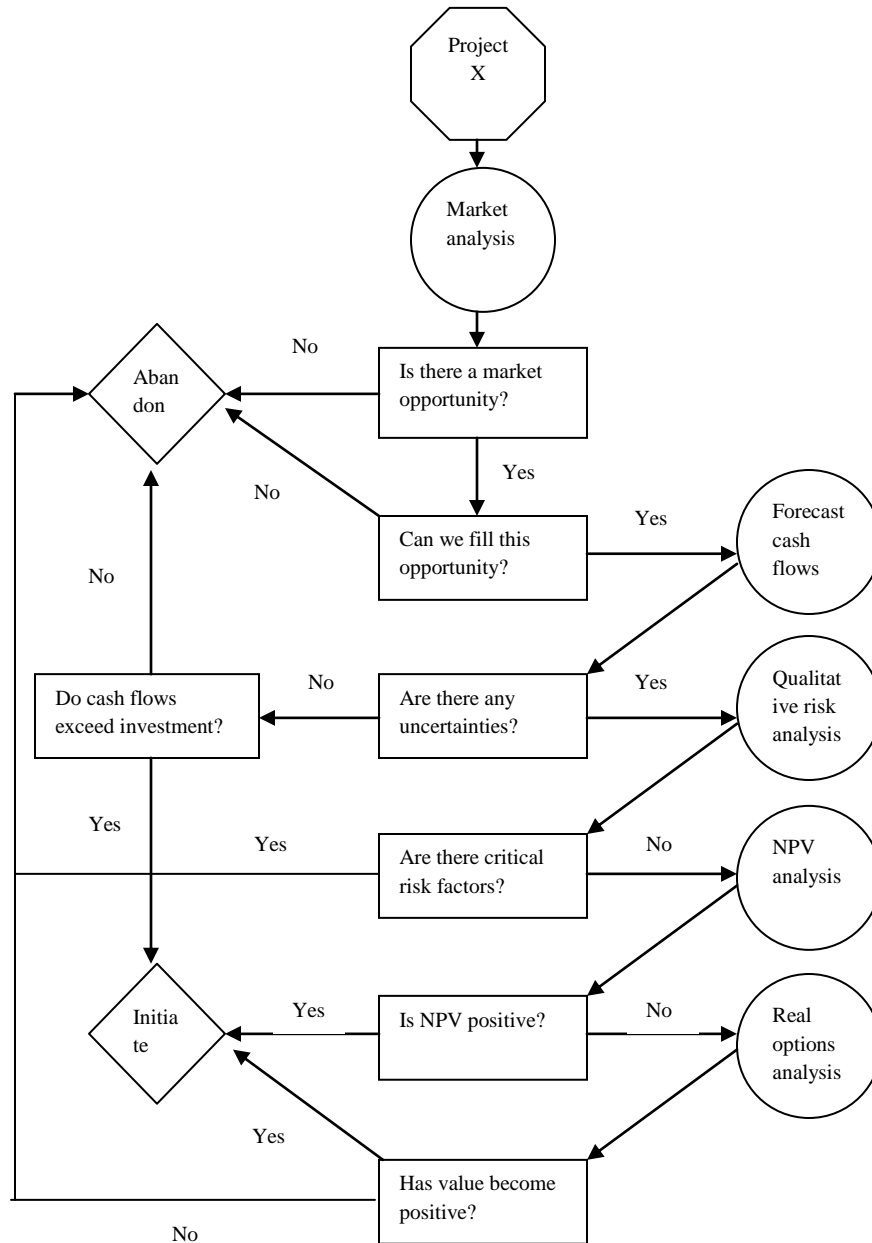 Project
X
Market
analysis
No
Aban
don
Is there a market
opportunity?
Yes
No
Can we fill this
opportunity?
Yes
Forecast
cash
flows
No
Do cash flows
exceed investment?
No
Are there any
uncertainties?
Yes
Qualitat
ive risk
analysis
Yes
Yes
Are there critical
risk factors?
No
NPV
analysis
Initia
te
Yes
Is NPV positive?
No
Real
options
analysis
Yes
Has value become
positive?
No